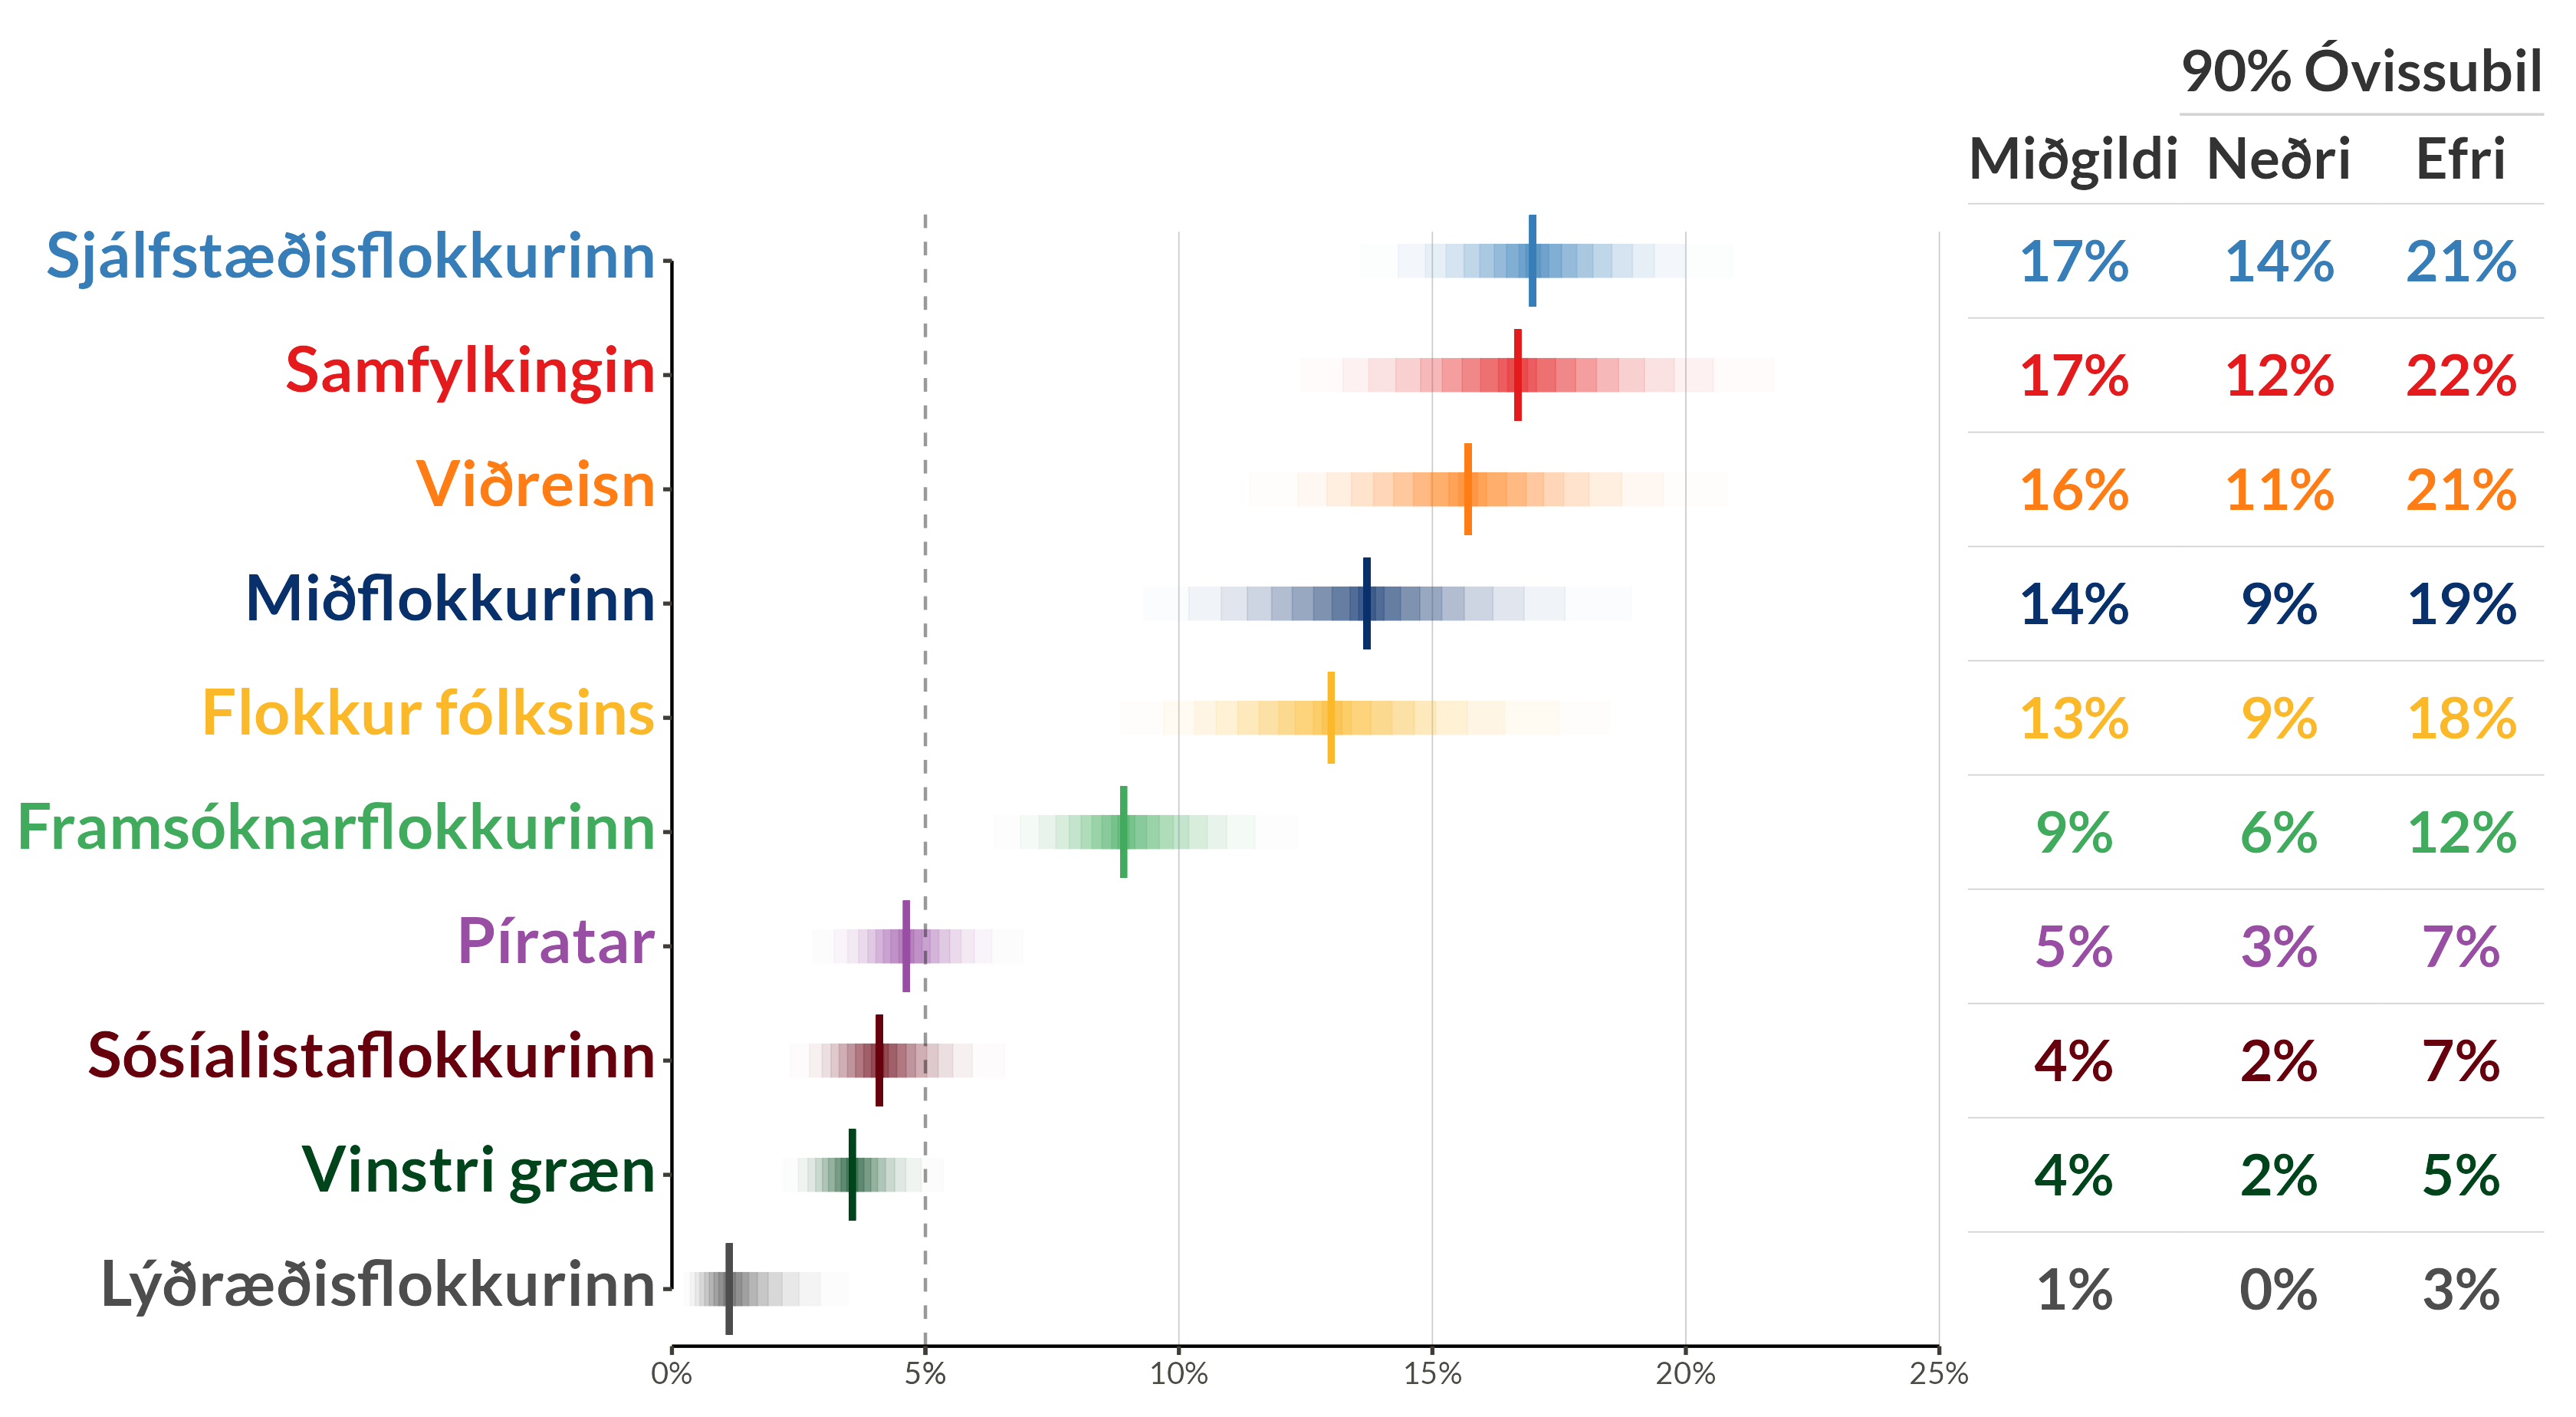 90% Óvissubil
Miðgildi Neðri Efri
Sjálfstæðisflokkurinn 17% 14% 21%
Samfylkingin 17% 12% 22%
Viðreisn 16% 11% 21%
Miðflokkurinn 14% 9% 19%
Flokkur fólksins 13% 9% 18%
Framsóknarflokkurinn 9% 6% 12%
Píratar 5% 3% 7%
Sósíalistaflokkurinn 4% 2% 7%
Vinstri græn 4% 2% 5%
Lýðræðisflokkurinn 1% 0% 3%
0% 5% 10% 15% 20% 25%